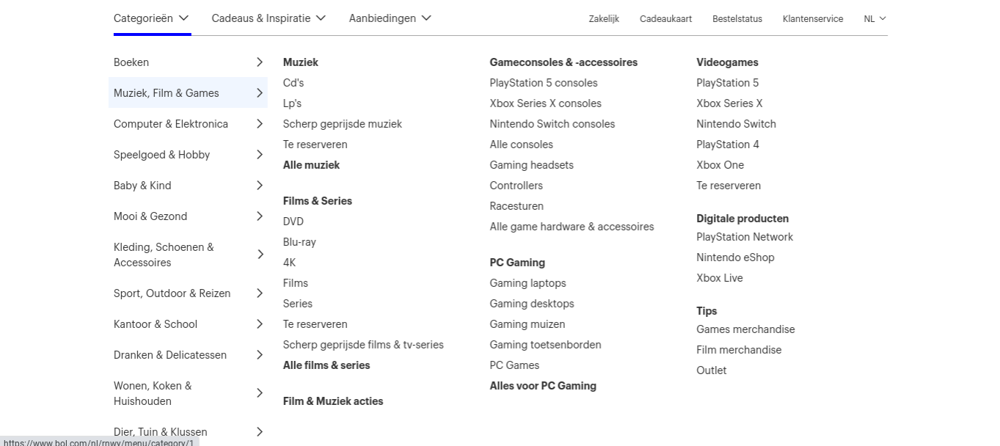 Categorieën
Cadeaus & Inspiratie
Aanbiedingen
Zakelijk
Cadeaukaart
Bestelstatus
Klantenservice
NL
Boeken
Muziek, Film & Games
Computer & Elektronica
Speelgoed & Hobby
Baby & Kind
Mooi & Gezond
Kleding, Schoenen &
Accessoires
Sport, Outdoor & Reizen
Kantoor & School
Dranken & Delicatessen
Wonen, Koken &
Huishouden
Dier, Tuin & Klussen
Muziek
Cd's
Lp's
Scherp geprijsde muziek
Te reserveren
Alle muziek
Films & Series
DVD
Blu-ray
4K
Films
Series
Te reserveren
Scherp geprijsde films & tv-series
Alle films & series
Film & Muziek acties
Gameconsoles & -accessoires
PlayStation 5 consoles
Xbox Series X consoles
Nintendo Switch consoles
Alle consoles
Gaming headsets
Controllers
Racesturen
Alle game hardware & accessoires
PC Gaming
Gaming laptops
Gaming desktops
Gaming muizen
Gaming toetsenborden
PC Games
Alles voor PC Gaming
Videogames
PlayStation 5
Xbox Series X
Nintendo Switch
PlayStation 4
Xbox One
Te reserveren
Digitale producten
PlayStation Network
Nintendo eShop
Xbox Live
Tips
Games merchandise
Film merchandise
Outlet
https://www.bol.com/nl/rnwy/menu/category/1